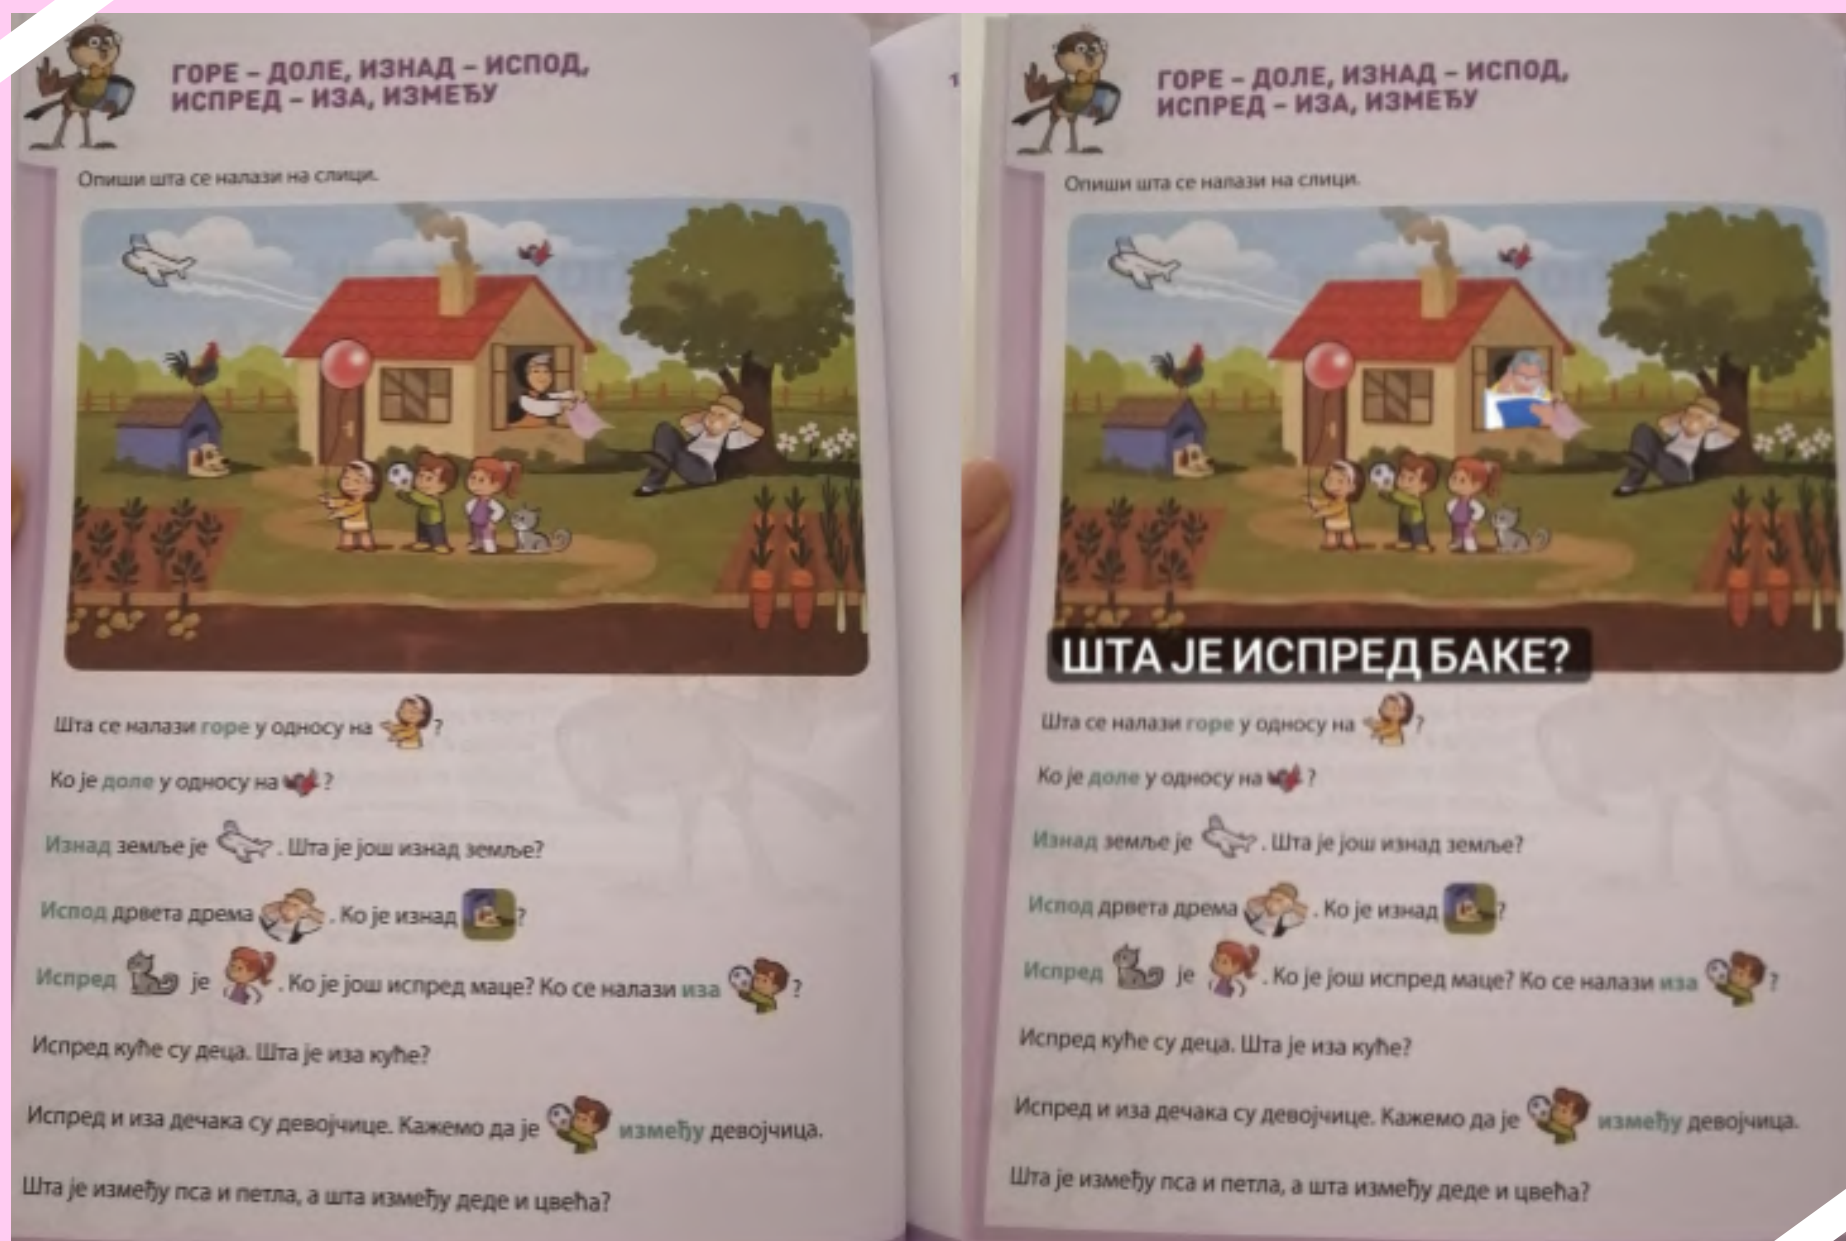 ГОРЕ – ДОЛЕ, ИЗНАД – ИСПОД,
ИСПРЕД – ИЗА, ИЗМЕЂУ
Опиши шта се налази на слици.
Шта се налази горе у односу на ?
Ко је доле у односу на ?
Изнад земље је . Шта је још изнад земље?
Испод дрвета дрема . Ко је изнад ?
Испред је . Ко је још испред маце? Ко се налази иза ?
Испред куће су деца. Шта је иза куће?
Испред и иза дечака су девојчице. Кажемо да је између девојчица.
Шта је између пса и петла, а шта између деде и цвећа?
1
ГОРЕ – ДОЛЕ, ИЗНАД – ИСПОД,
ИСПРЕД – ИЗА, ИЗМЕЂУ
Опиши шта се налази на слици.
ШТА ЈЕ ИСПРЕД БАКЕ?
Шта се налази горе у односу на ?
Ко је доле у односу на ?
Изнад земље је . Шта је још изнад земље?
Испод дрвета дрема . Ко је изнад ?
Испред је . Ко је још испред маце? Ко се налази иза ?
Испред куће су деца. Шта је иза куће?
Испред и иза дечака су девојчице. Кажемо да је између девојчица.
Шта је између пса и петла, а шта између деде и цвећа?